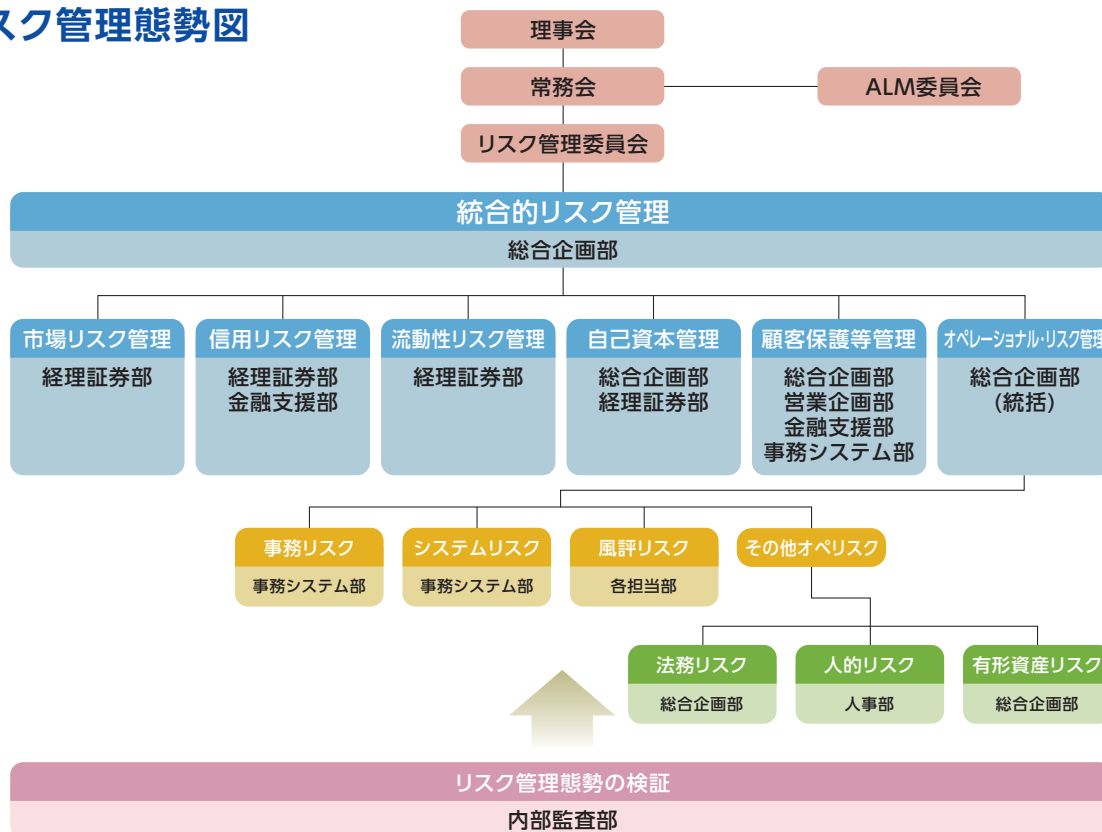 スク管理態勢図
理事会
常務会
ALM委員会
リスク管理委員会
統合的リスク管理
総合企画部
市場リスク管理
経理証券部
信用リスク管理
経理証券部
金融支援部
流動性リスク管理
経理証券部
自己資本管理
総合企画部
経理証券部
顧客保護等管理
総合企画部
営業企画部
金融支援部
事務システム部
オペレーショナル・リスク管理
総合企画部
(統括)
事務リスク
事務システム部
システムリスク
事務システム部
風評リスク
各担当部
その他オペリスク
法務リスク
総合企画部
人的リスク
人事部
有形資産リスク
総合企画部
リスク管理態勢の検証
内部監査部